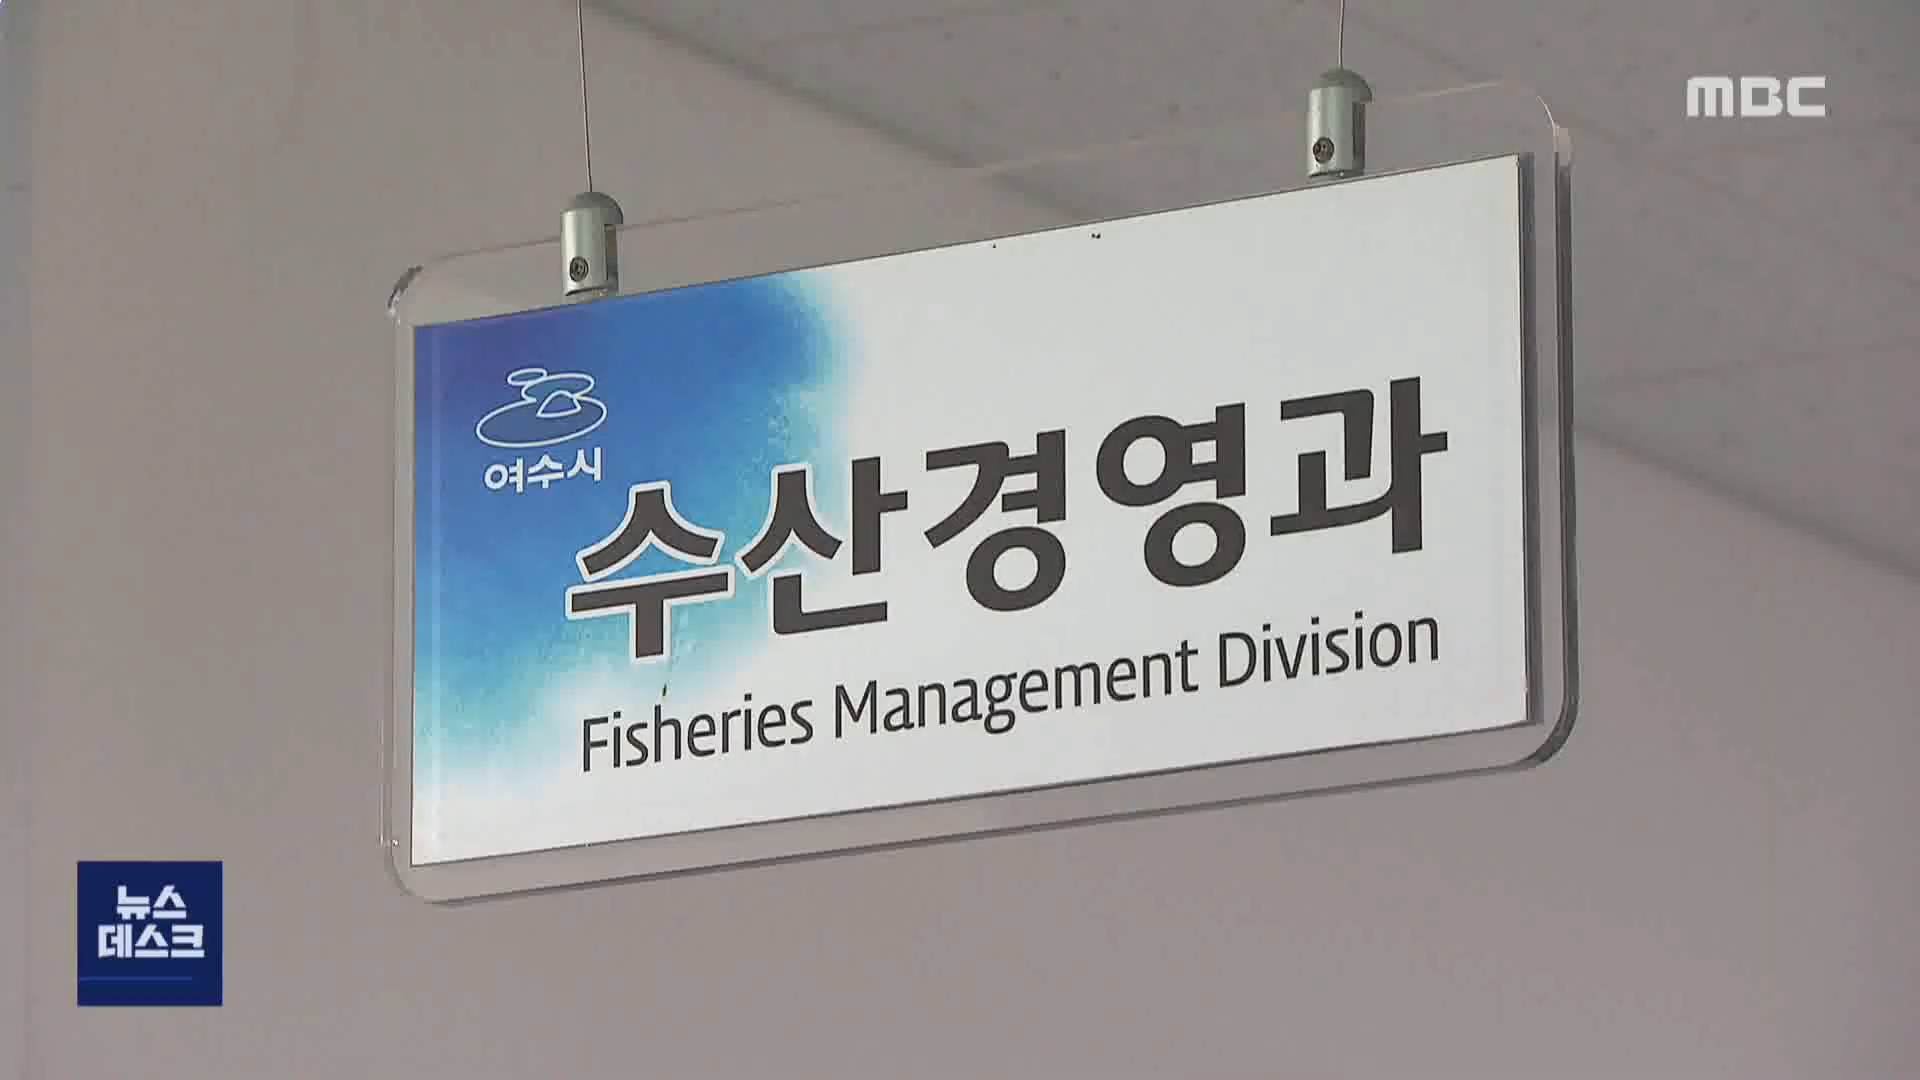 MBC
여수시
수산경영과
Fisheries Management Division
뉴스
데스크